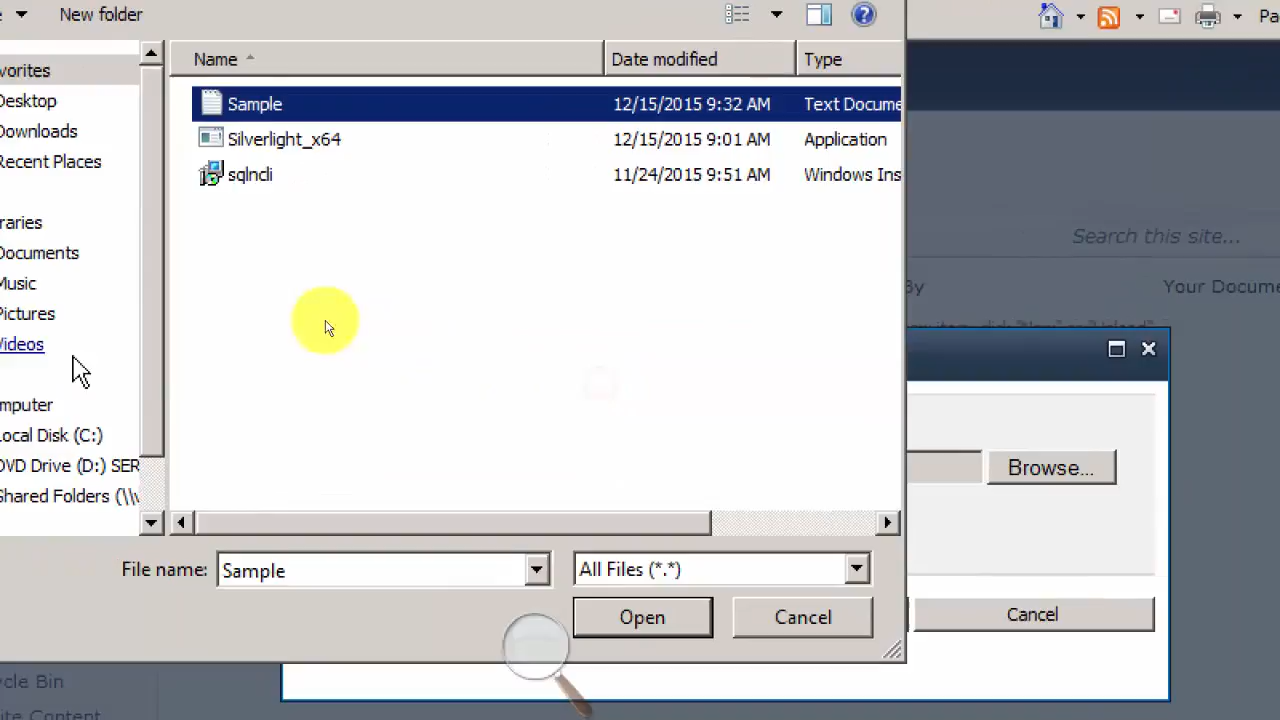 New folder
Pa
Name
Date modified
Type
vorites
Desktop
Downloads
Recent Places
raries
Documents
Music
Pictures
Videos
mputer
Local Disk (C:)
DVD Drive (D:) SER
Shared Folders (\\v
Sample 12/15/2015 9:32 AM Text Docume
Silverlight_x64 12/15/2015 9:01 AM Application
sqlncli 11/24/2015 9:51 AM Windows Ins
Search this site...
By
Your Docume
Browse...
File name: Sample
All Files (*.*)
Open
Cancel
Cancel
cle Bin
ite Content